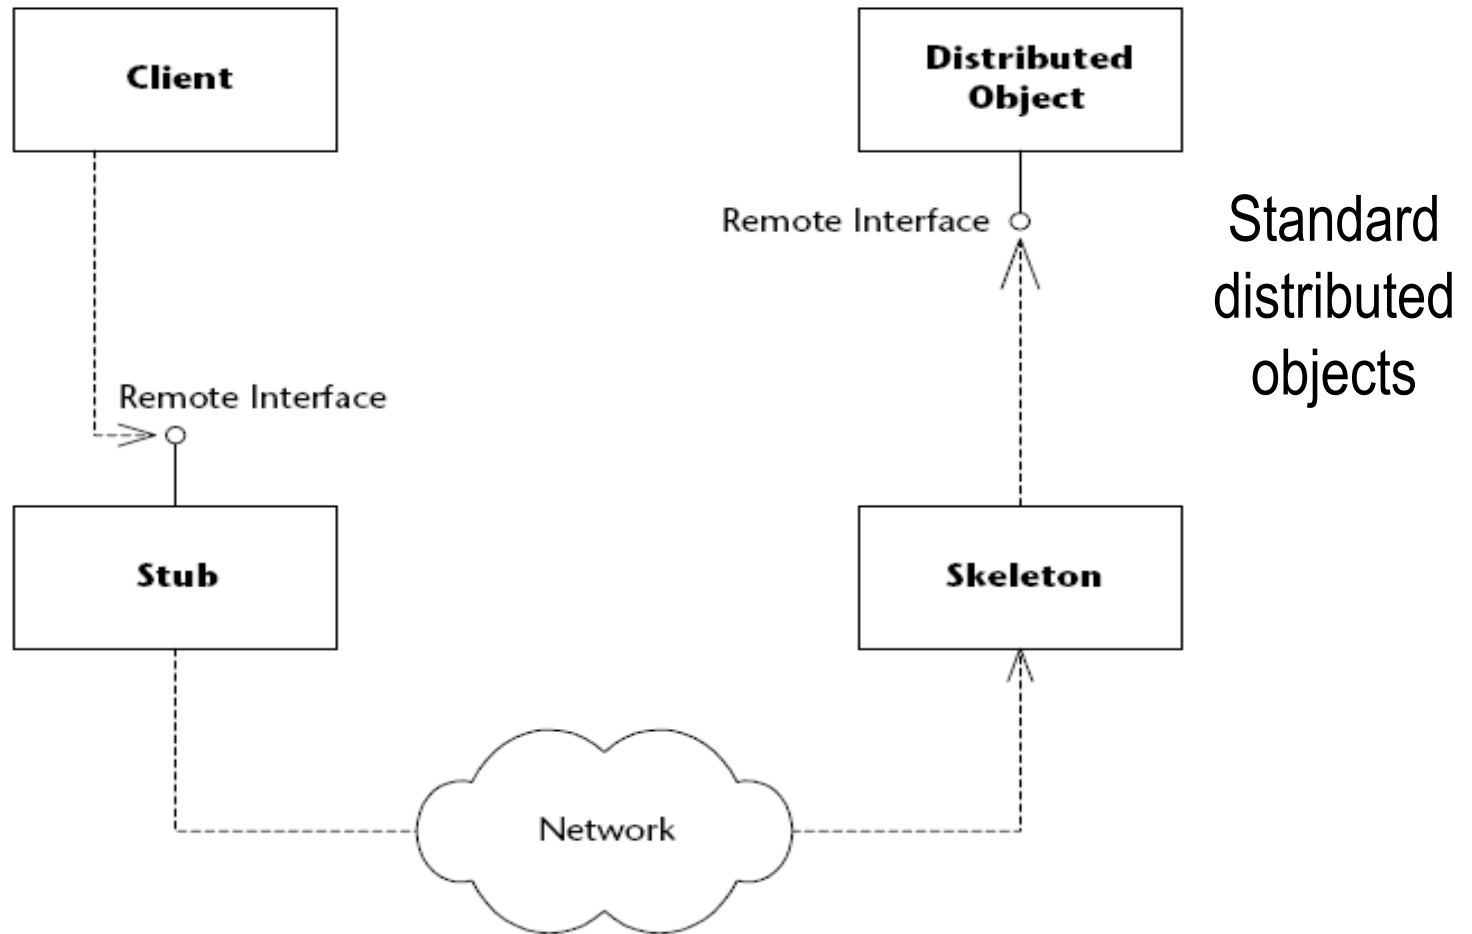 Client
Distributed
Object
Remote Interface
Standard
distributed
objects
Remote Interface
Stub
Skeleton
Network